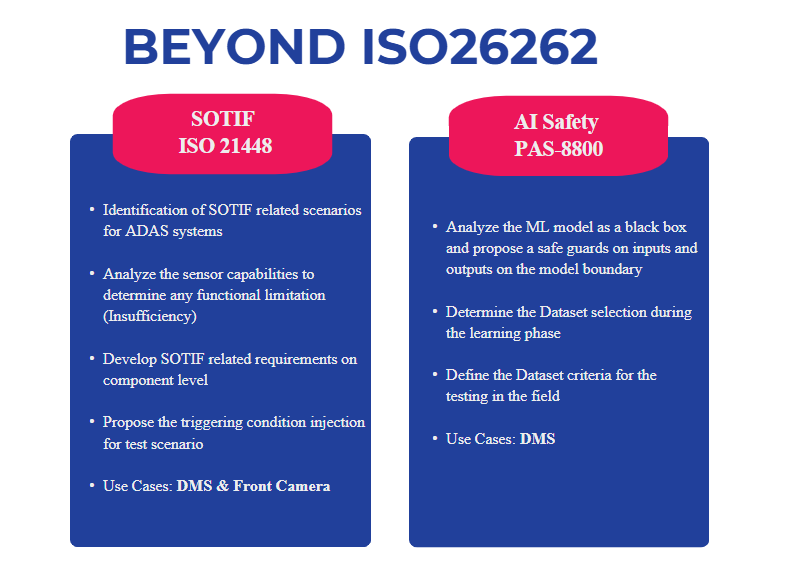 BEYOND ISO26262
SOTIF
ISO 21448
• Identification of SOTIF related scenarios
for ADAS systems
• Analyze the sensor capabilities to
determine any functional limitation
(Insufficiency)
• Develop SOTIF related requirements on
component level
• Propose the triggering condition injection
for test scenario
• Use Cases: DMS & Front Camera
AI Safety
PAS-8800
• Analyze the ML model as a black box
and propose a safe guards on inputs and
outputs on the model boundary
• Determine the Dataset selection during
the learning phase
• Define the Dataset criteria for the
testing in the field
• Use Cases: DMS